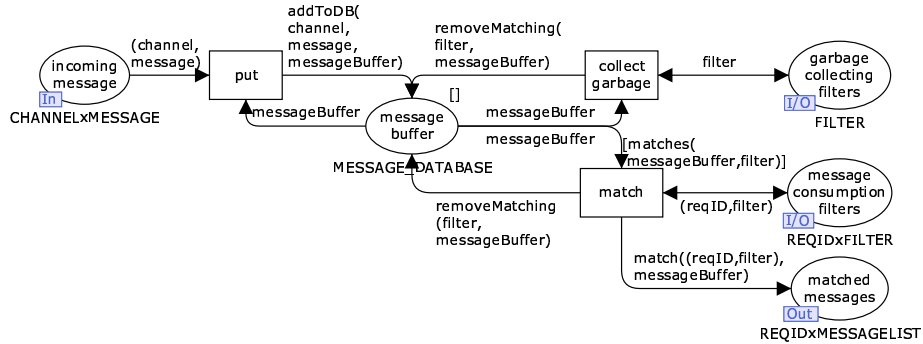 addToDB(
channel,
message,
messageBuffer)
removeMatching(
filter,
messageBuffer)
(channel,
message)
incoming
message
In
CHANNELxMESSAGE
put
collect
garbage
filter
garbage
collecting
filters
I/O
FILTER
[]
messageBuffer
message
buffer
messageBuffer
messageBuffer
MESSAGE_DATABASE
[matches(
messageBuffer,filter)]
match
removeMatching
(filter,
messageBuffer)
(reqID,filter)
message
consumption
filters
I/O
REQIDxFILTER
match((reqID,filter),
messageBuffer)
matched
messages
Out
REQIDxMESSAGELIST